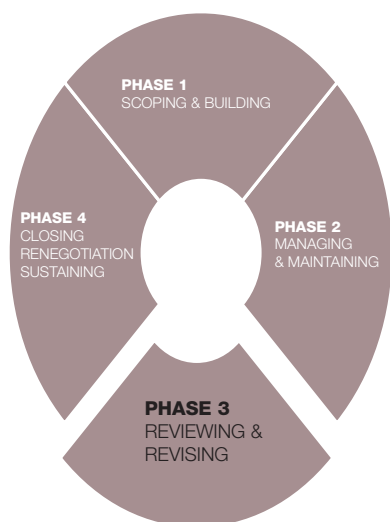 PHASE 1
SCOPING & BUILDING
PHASE 2
MANAGING
& MAINTAINING
PHASE 3
REVIEWING &
REVISING
PHASE 4
CLOSING
RENEGOTIATION
SUSTAINING